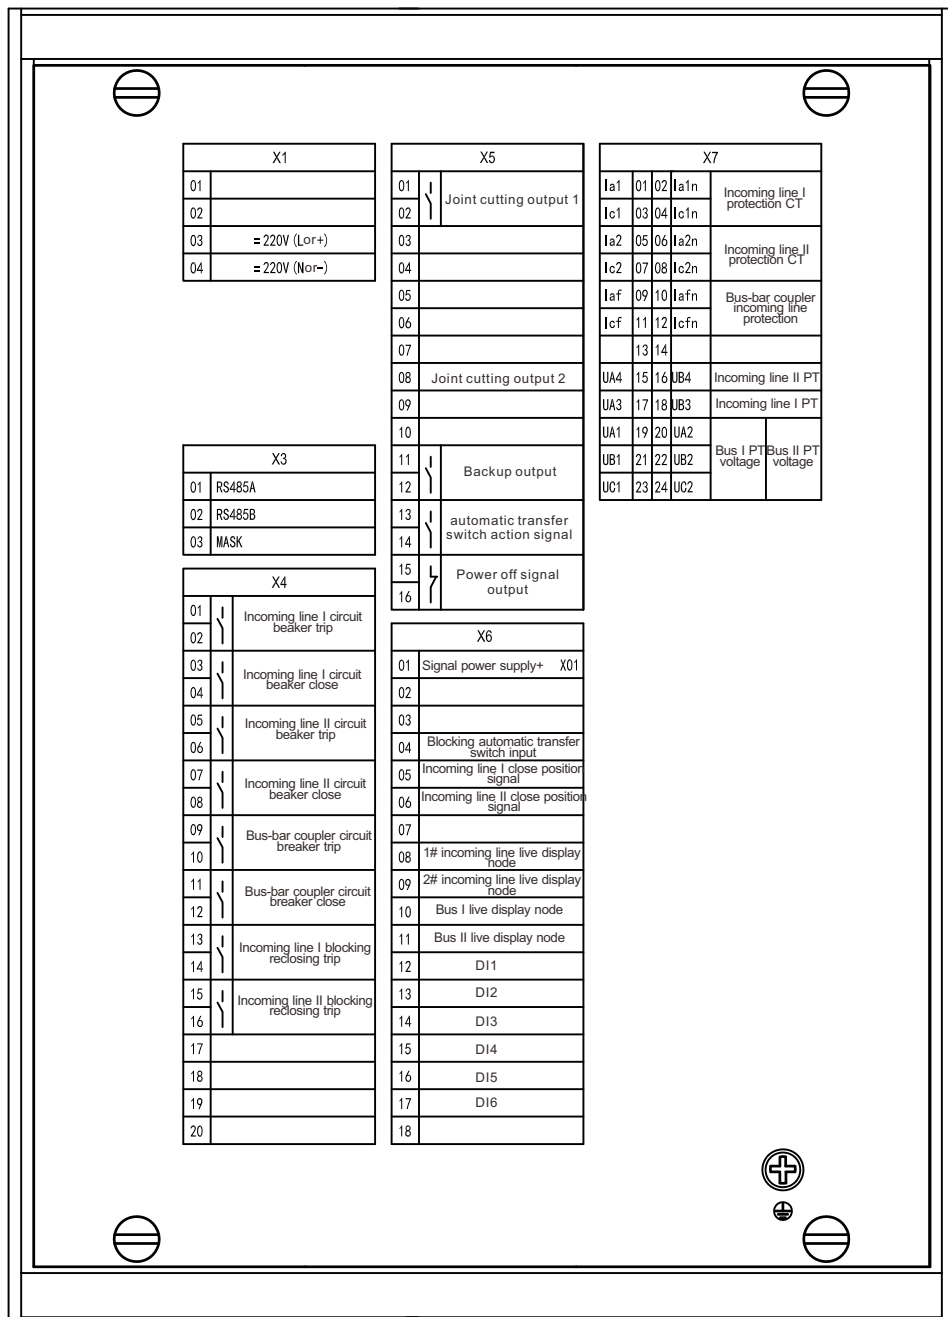 X1
01
02
03 = 220V (Lor+)
04 = 220V (Nor−)
X3
01 RS485A
02 RS485B
03 MASK
X4
01 Incoming line I circuit
02 beaker trip
03 Incoming line I circuit
04 beaker close
05 Incoming line II circuit
06 beaker trip
07 Incoming line II circuit
08 beaker close
09 Bus-bar coupler circuit
10 breaker trip
11 Bus-bar coupler circuit
12 breaker close
13 Incoming line I blocking
14 reclosing trip
15 Incoming line II blocking
16 reclosing trip
17
18
19
20
X5
01 Joint cutting output 1
02
03
04
05
06
07
08 Joint cutting output 2
09
10
11 Backup output
12
13 automatic transfer
14 switch action signal
15 Power off signal
16 output
X6
01 Signal power supply+ X01
02
03
04 Blocking automatic transfer
switch input
05 Incoming line I close position
signal
06 Incoming line II close position
signal
07
08 1# incoming line live display
node
09 2# incoming line live display
node
10 Bus I live display node
11 Bus II live display node
12 DI1
13 DI2
14 DI3
15 DI4
16 DI5
17 DI6
18
X7
Ia1 01 02 Ia1n Incoming line I
Ic1 03 04 Ic1n protection CT
Ia2 05 06 Ia2n Incoming line II
Ic2 07 08 Ic2n protection CT
Iaf 09 10 Iafn Bus-bar coupler
incoming line
Icf 11 12 Icfn protection
13 14
UA4 15 16 UB4 Incoming line II PT
UA3 17 18 UB3 Incoming line I PT
UA1 19 20 UA2
UB1 21 22 UB2 Bus I PT Bus II PT
voltage voltage
UC1 23 24 UC2